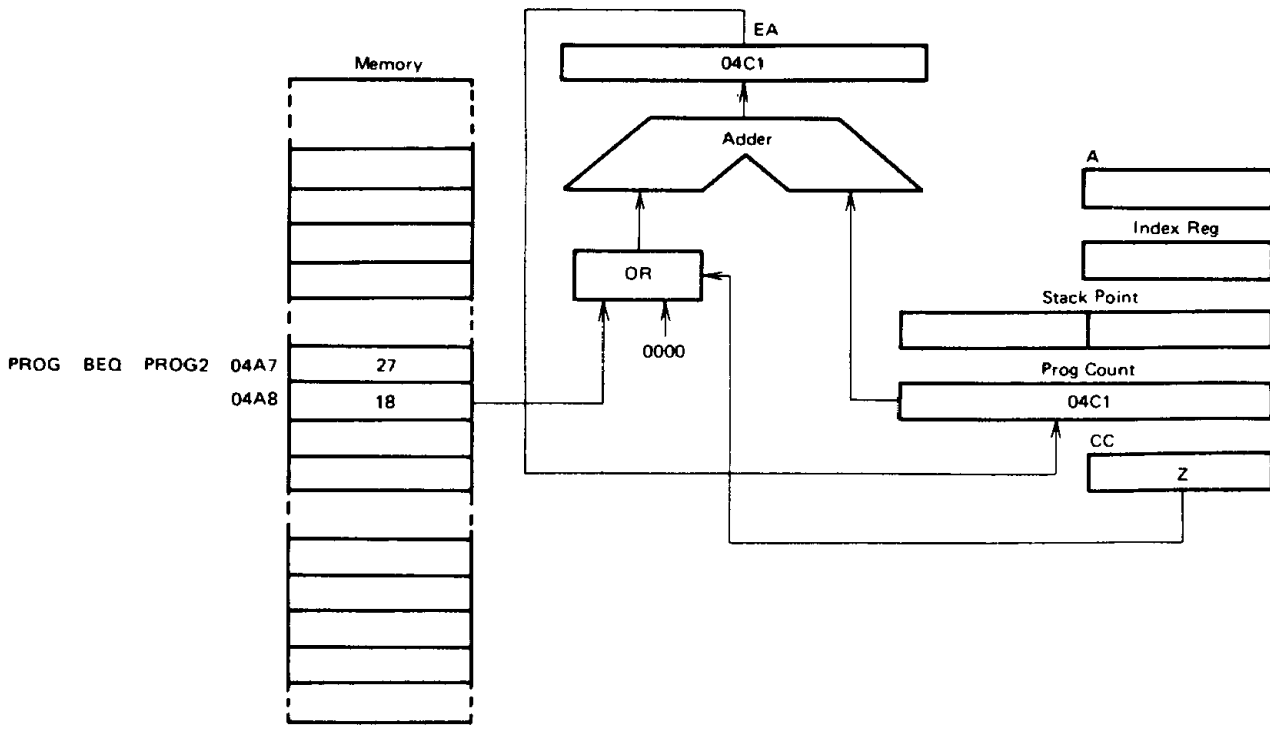 EA
04C1
Memory
Adder
A
Index Reg
OR
Stack Point
0000
PROG BEQ PROG2 04A7 27
Prog Count
04A8 18
04C1
CC
Z